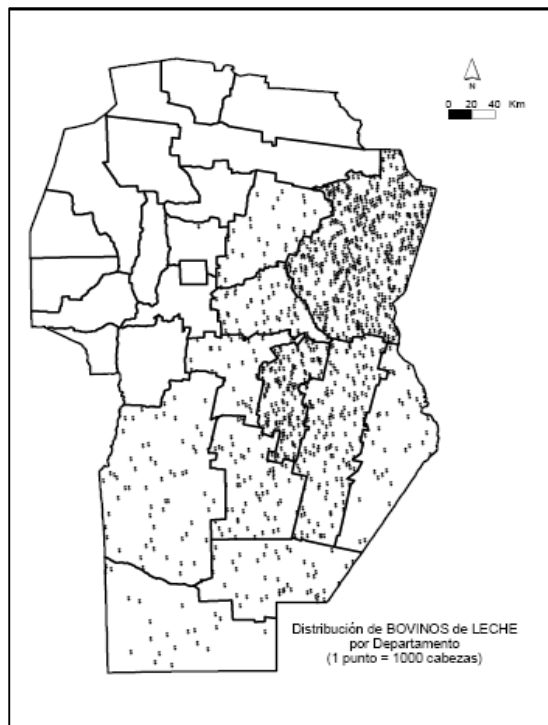 N
0 20 40 Km
Distribución de BOVINOS de LECHE
por Departamento
(1 punto = 1000 cabezas)